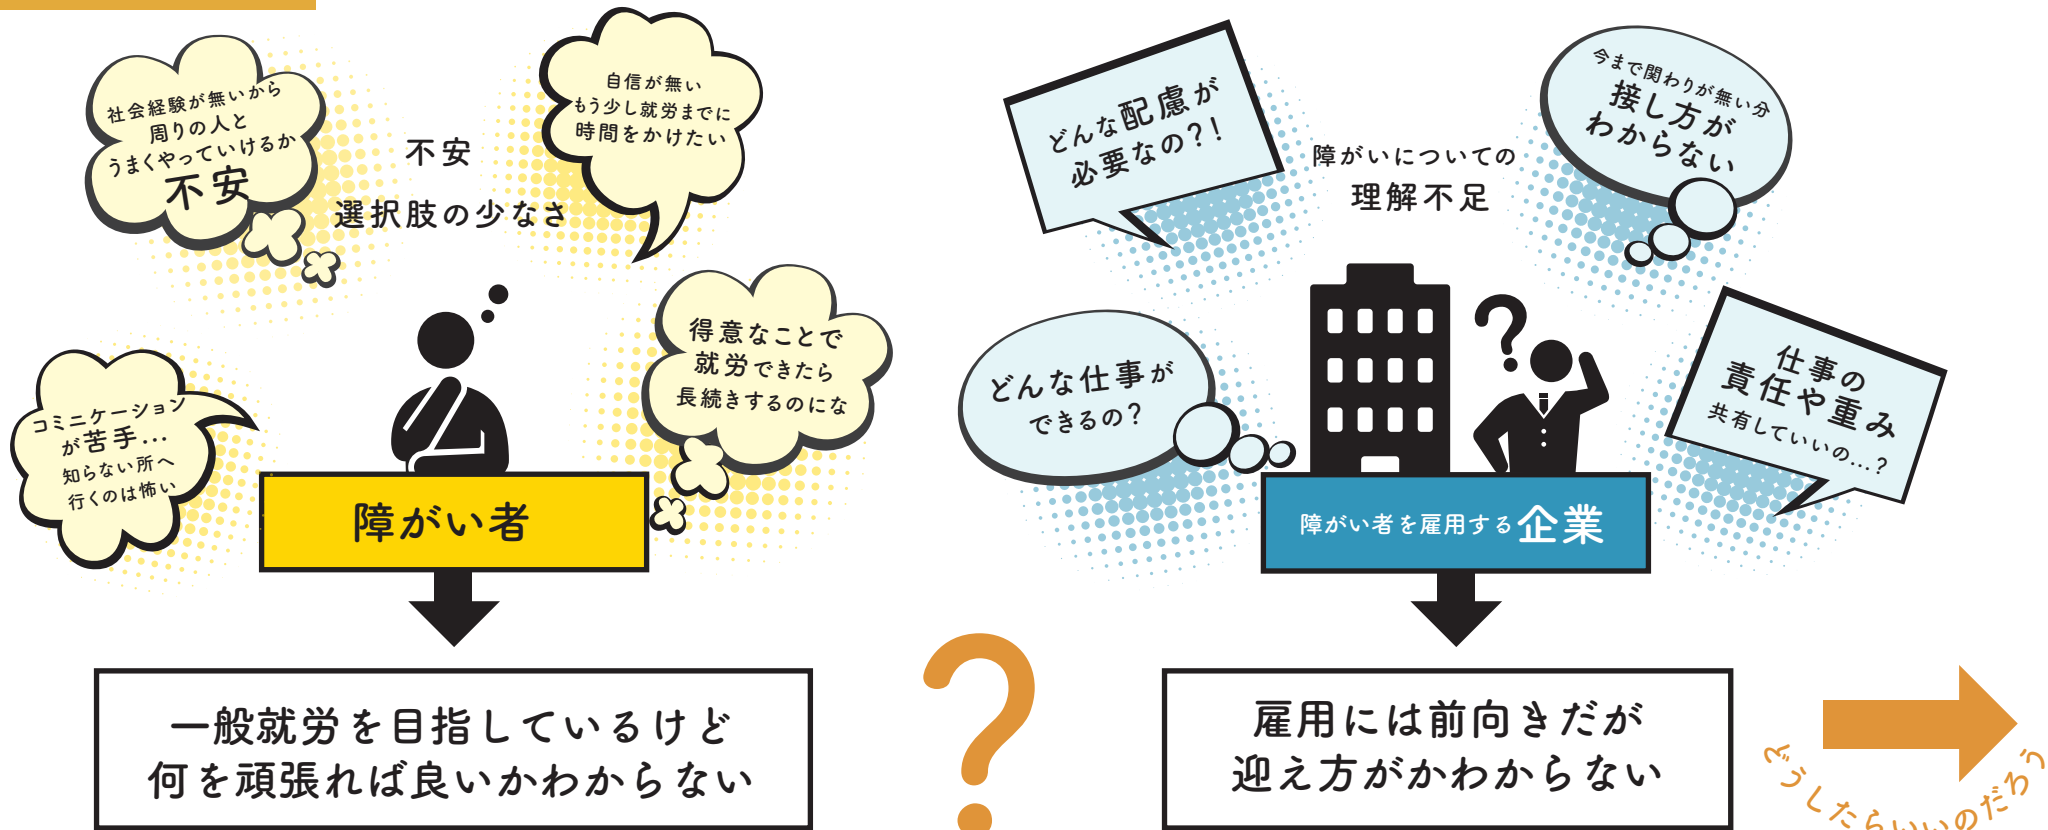 社会経験が無いから
周りの人と
うまくやっていけるか
不安
不安
選択肢の少なさ
自信が無い
もう少し就労までに
時間をかけたい
コミニケーション
が苦手…
知らない所へ
行くのは怖い
得意なことで
就労できたら
長続きするのにな
障がい者
一般就労を目指しているけど
何を頑張れば良いかわからない
?
どんな配慮が
必要なの?!
障がいについての
理解不足
今まで関わりが無い分
接し方が
わからない
どんな仕事が
できるの?
?
仕事の
責任や重み
共有していいの…?
障がい者を雇用する企業
雇用には前向きだが
迎え方がかわからない
どうしたらいいのだろう